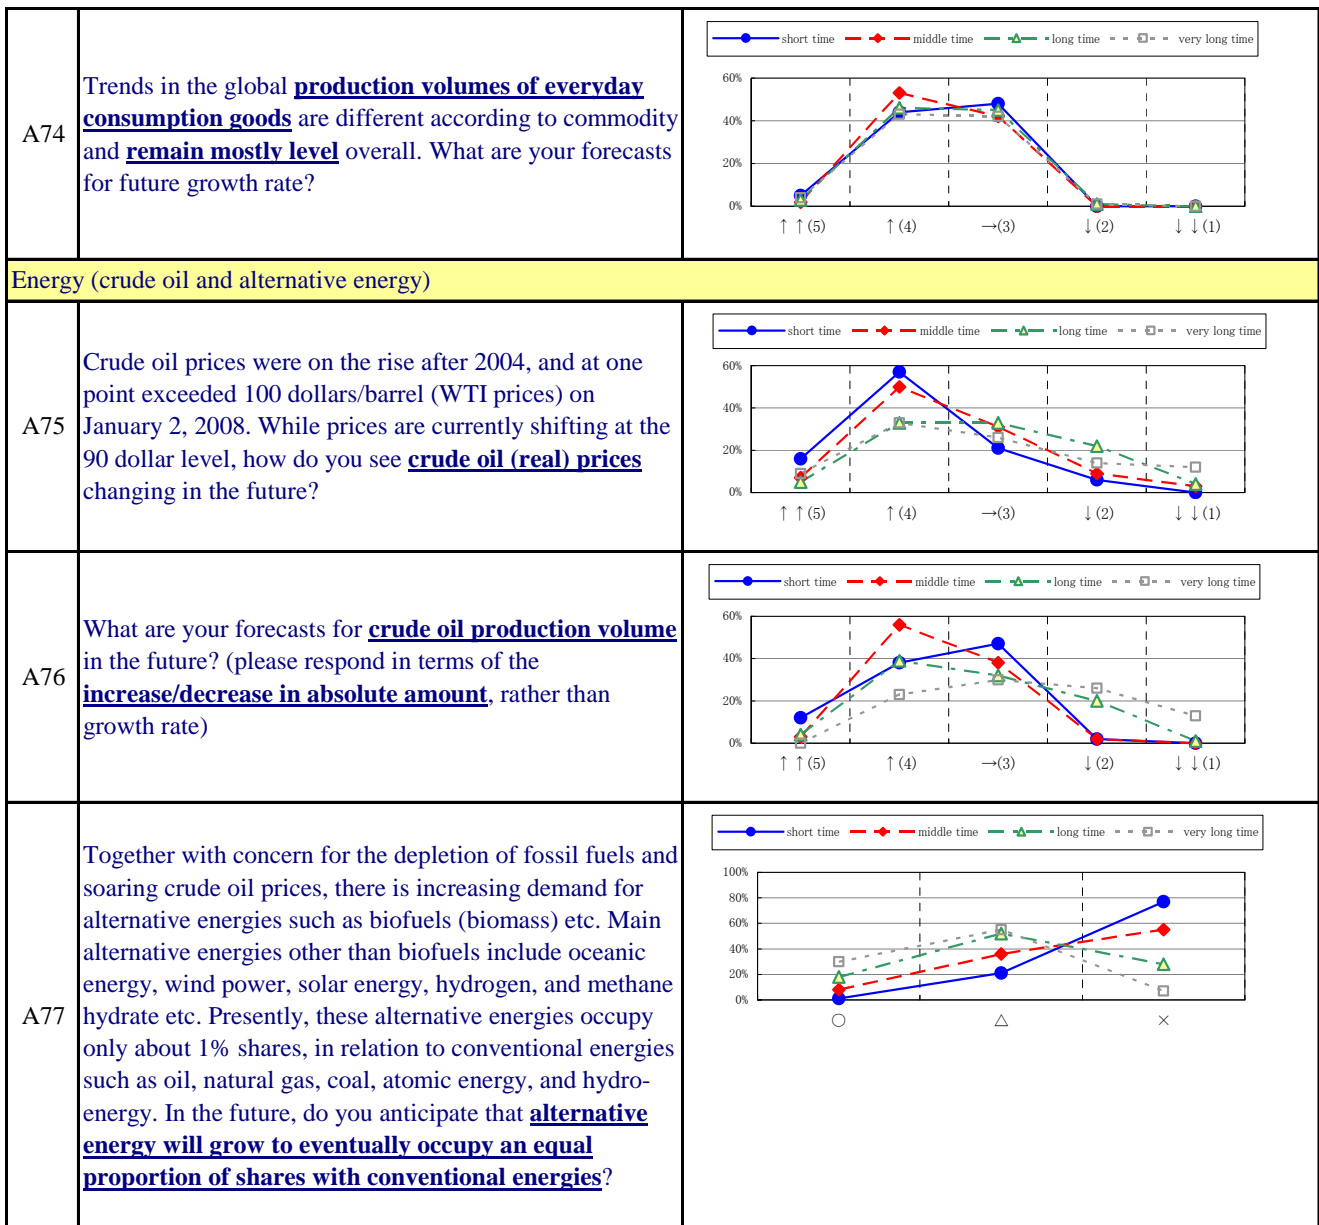 short time middle time long time very long time
60%
40%
20%
0%
↑↑(5) ↑(4) →(3) ↓(2) ↓↓(1)
A74
Trends in the global production volumes of everyday
consumption goods are different according to commodity
and remain mostly level overall. What are your forecasts
for future growth rate?
Energy (crude oil and alternative energy)
A75
Crude oil prices were on the rise after 2004, and at one
point exceeded 100 dollars/barrel (WTI prices) on
January 2, 2008. While prices are currently shifting at the
90 dollar level, how do you see crude oil (real) prices
changing in the future?
short time middle time long time very long time
60%
40%
20%
0%
↑↑(5) ↑(4) →(3) ↓(2) ↓↓(1)
A76
What are your forecasts for crude oil production volume
in the future? (please respond in terms of the
increase/decrease in absolute amount, rather than
growth rate)
short time middle time long time very long time
60%
40%
20%
0%
↑↑(5) ↑(4) →(3) ↓(2) ↓↓(1)
A77
Together with concern for the depletion of fossil fuels and
soaring crude oil prices, there is increasing demand for
alternative energies such as biofuels (biomass) etc. Main
alternative energies other than biofuels include oceanic
energy, wind power, solar energy, hydrogen, and methane
hydrate etc. Presently, these alternative energies occupy
only about 1% shares, in relation to conventional energies
such as oil, natural gas, coal, atomic energy, and hydro-
energy. In the future, do you anticipate that alternative
energy will grow to eventually occupy an equal
proportion of shares with conventional energies?
short time middle time long time very long time
100%
80%
60%
40%
20%
0%
○ △ ×